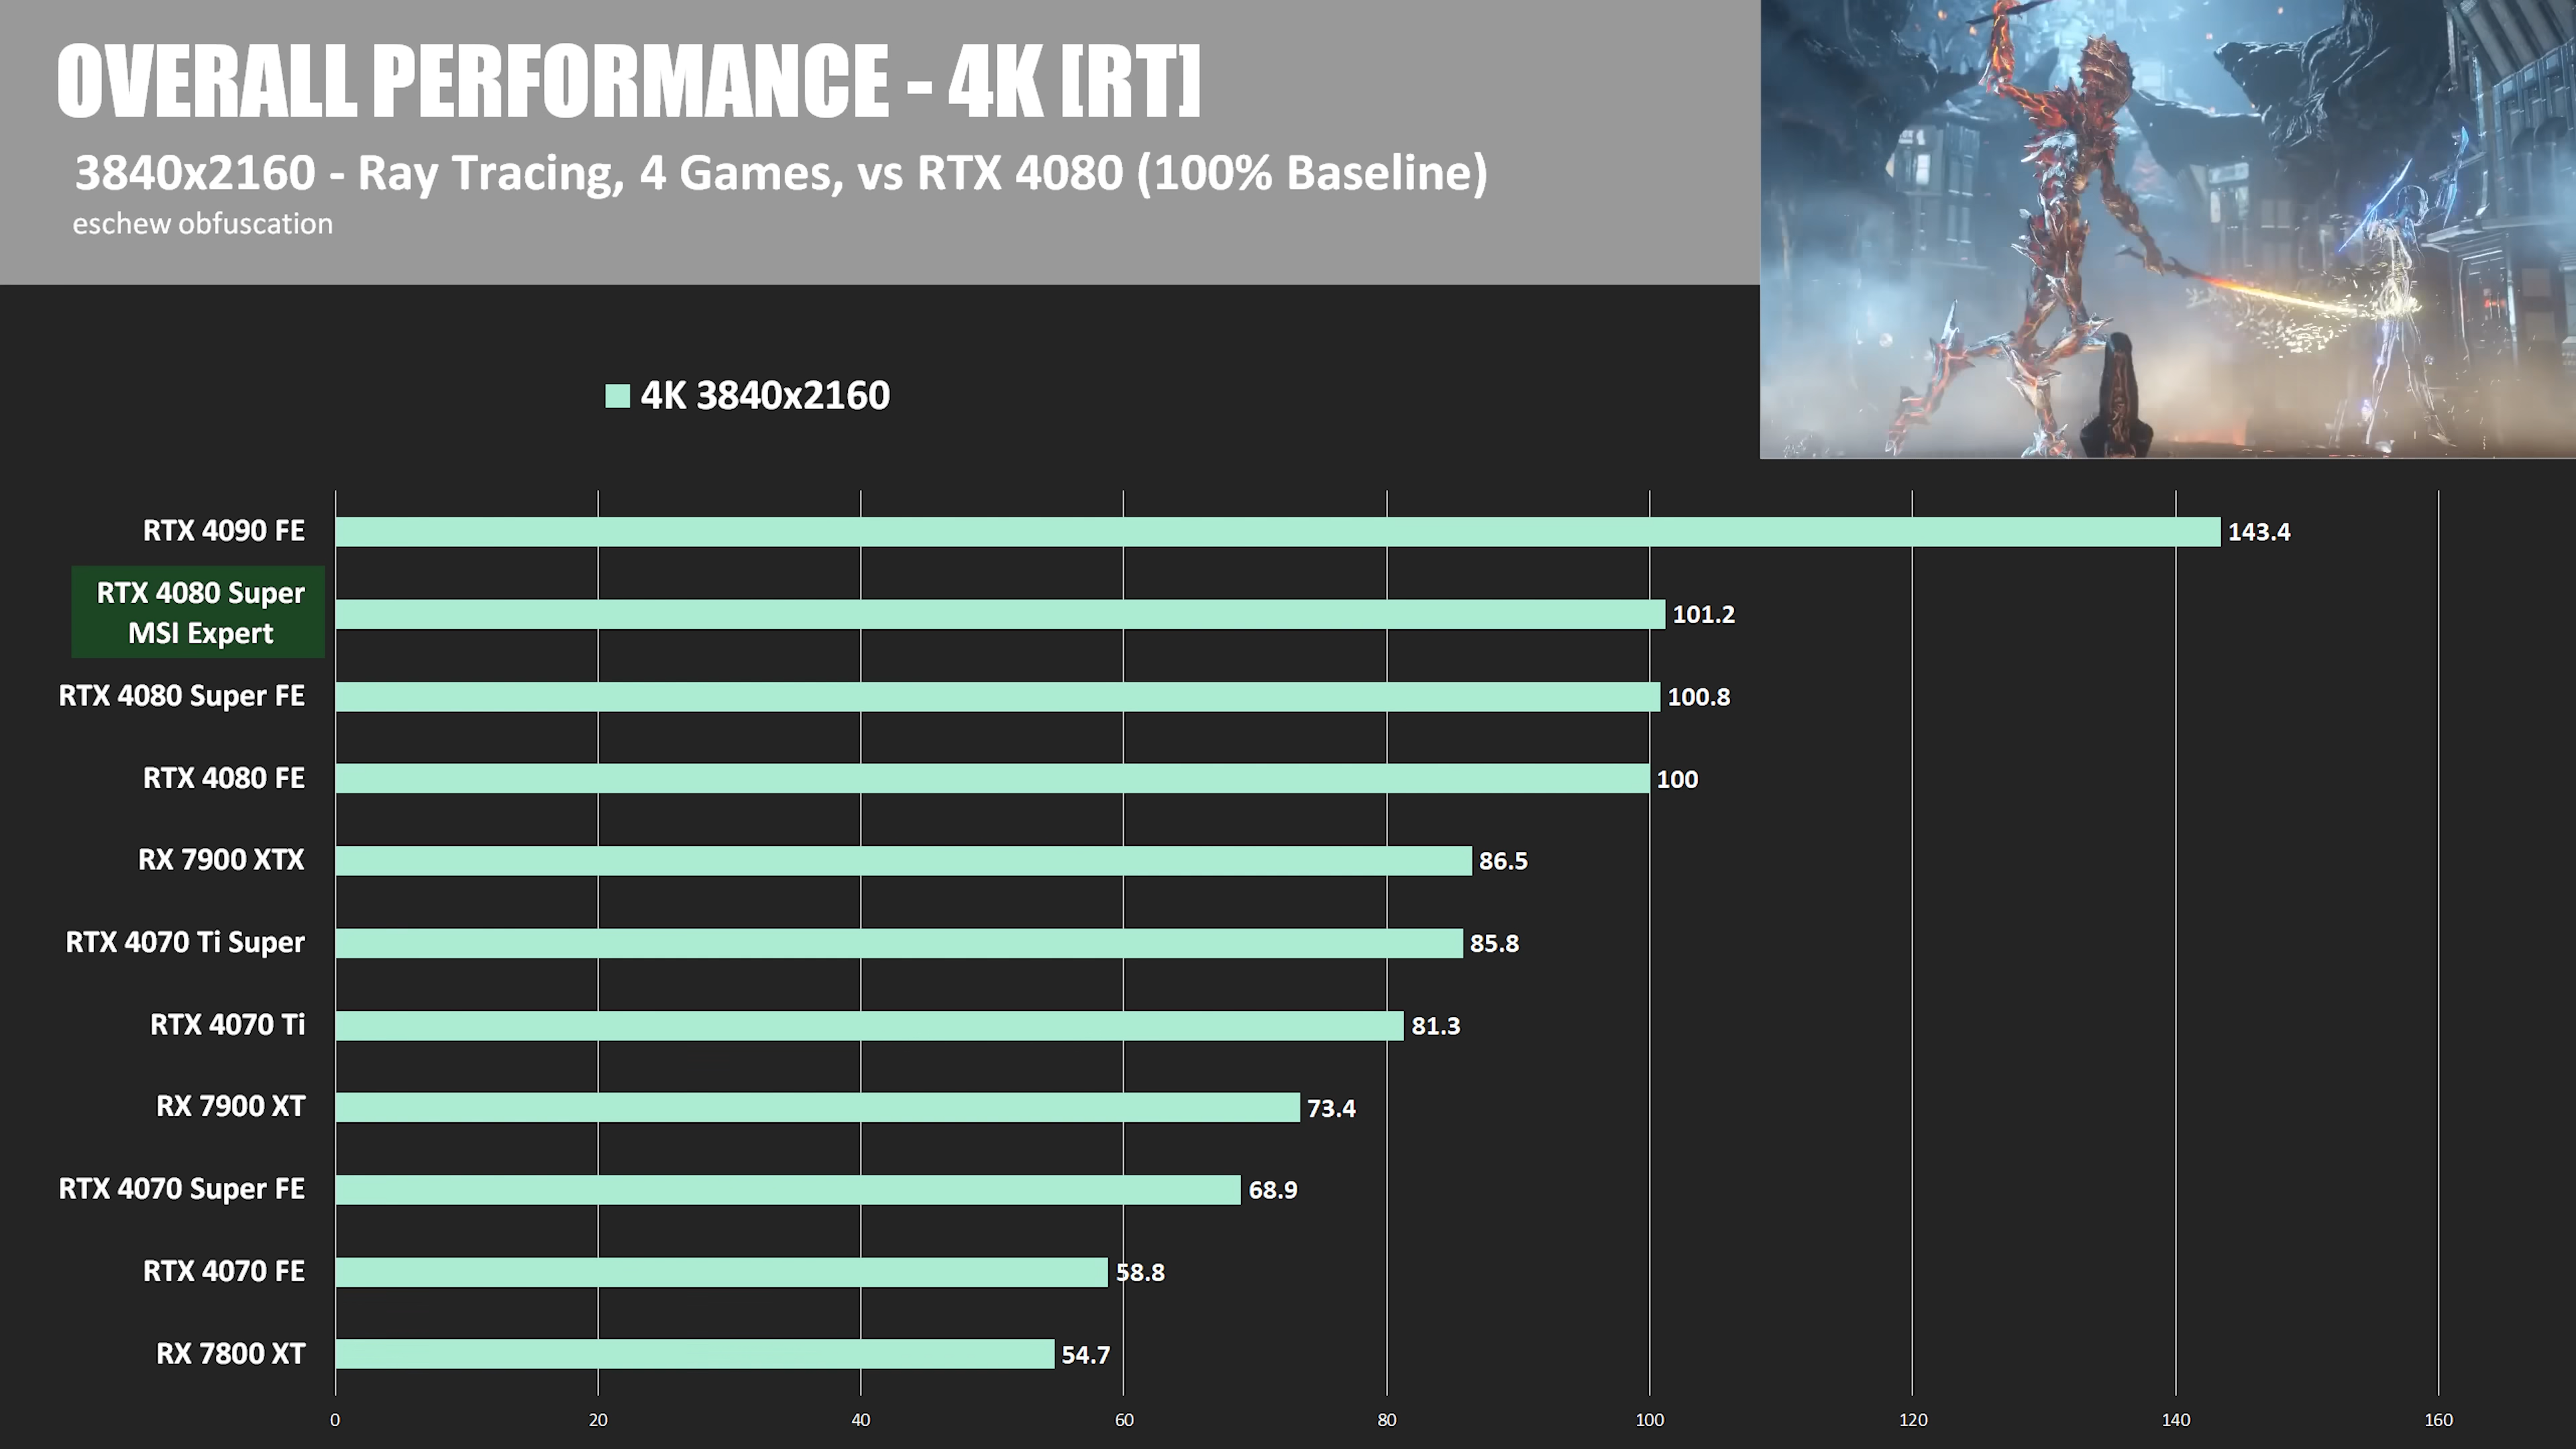 OVERALL PERFORMANCE - 4K [RT]
3840x2160 - Ray Tracing, 4 Games, vs RTX 4080 (100% Baseline)
eschew obfuscation
4K 3840x2160
RTX 4090 FE
143.4
RTX 4080 Super
MSI Expert
101.2
RTX 4080 Super FE
100.8
RTX 4080 FE
100
RX 7900 XTX
86.5
RTX 4070 Ti Super
85.8
RTX 4070 Ti
81.3
RX 7900 XT
73.4
RTX 4070 Super FE
68.9
RTX 4070 FE
58.8
RX 7800 XT
54.7
0 20 40 60 80 100 120 140 160